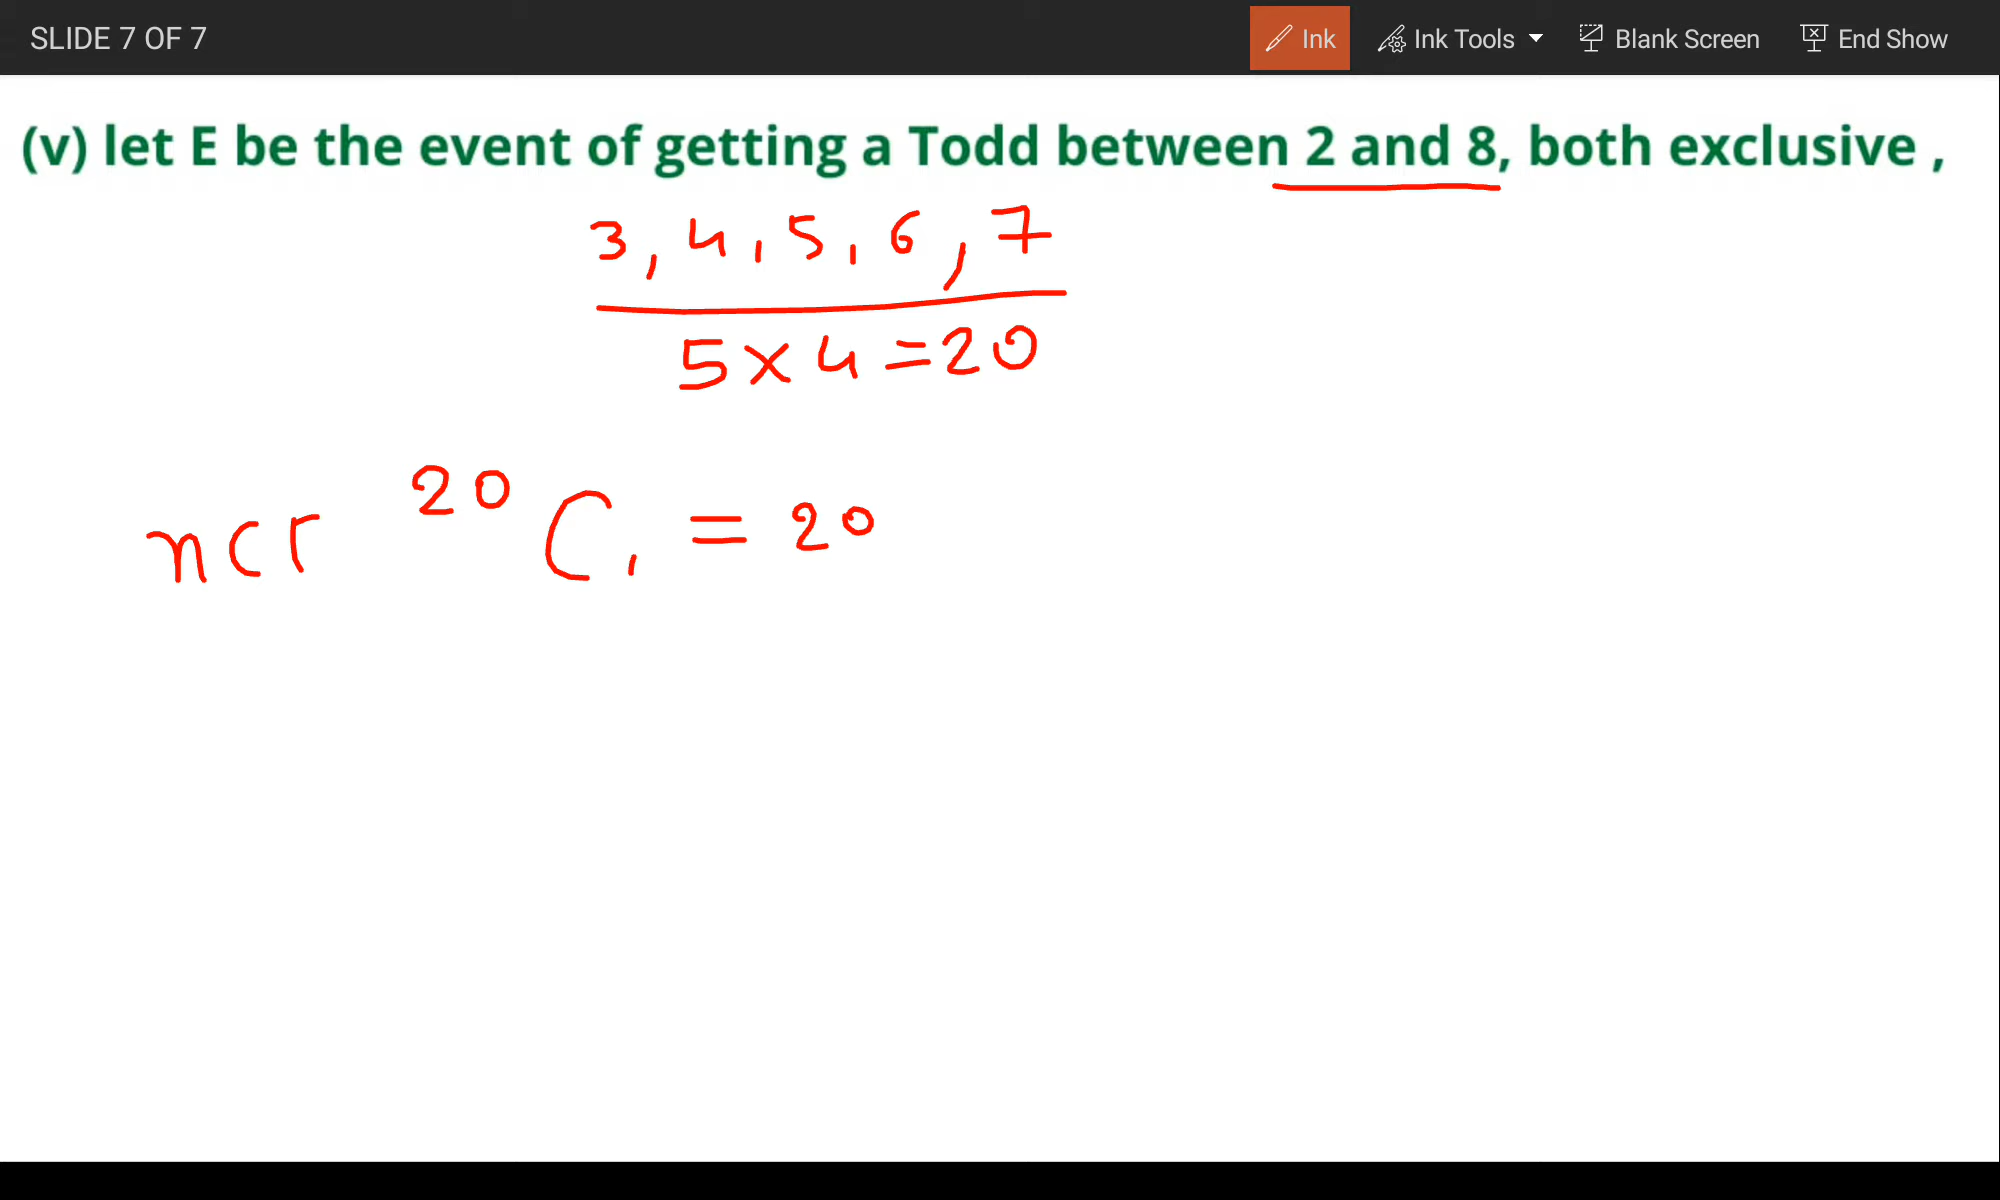 SLIDE 7 OF 7 Ink Ink Tools Blank Screen End Show
(v) let E be the event of getting a Todd between 2 and 8, both exclusive ,
3, 4, 5, 6, 7
5 x 4 = 20
ncr ²⁰C₁ = 20